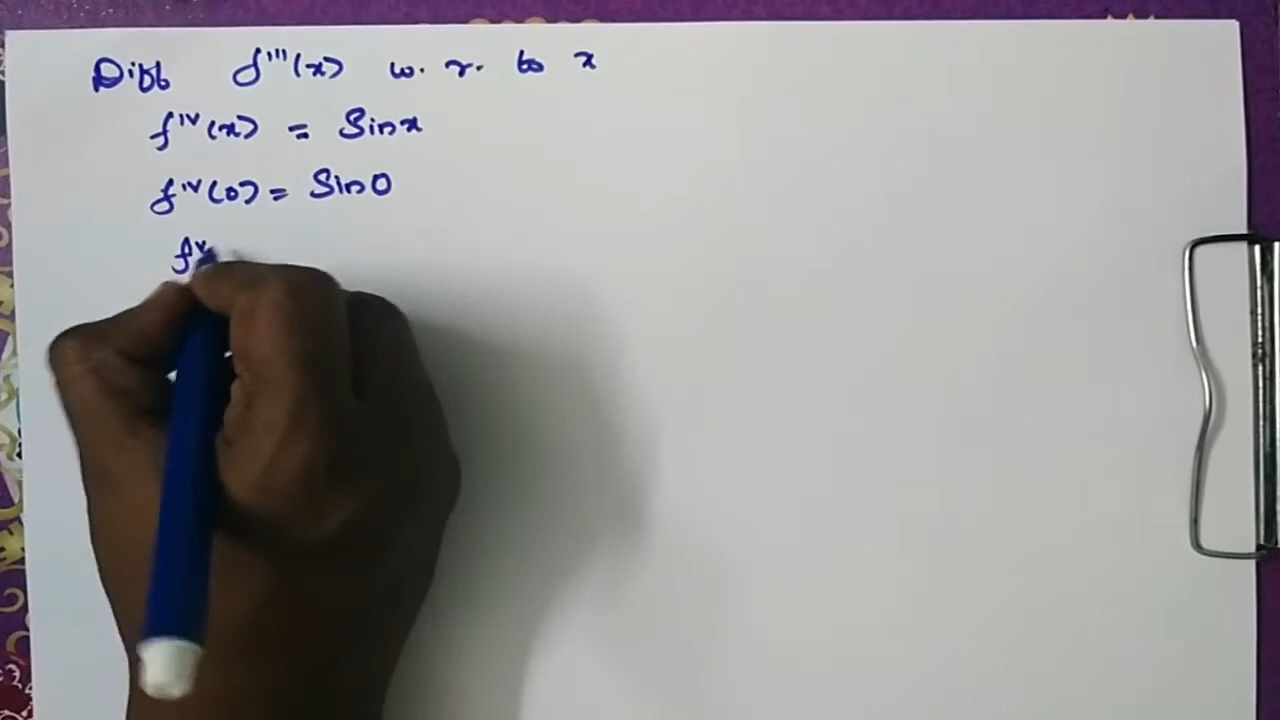 Diff f'''(x) w. r. to x
f^IV(x) = Sinx
f^IV(0) = Sin0
f^V